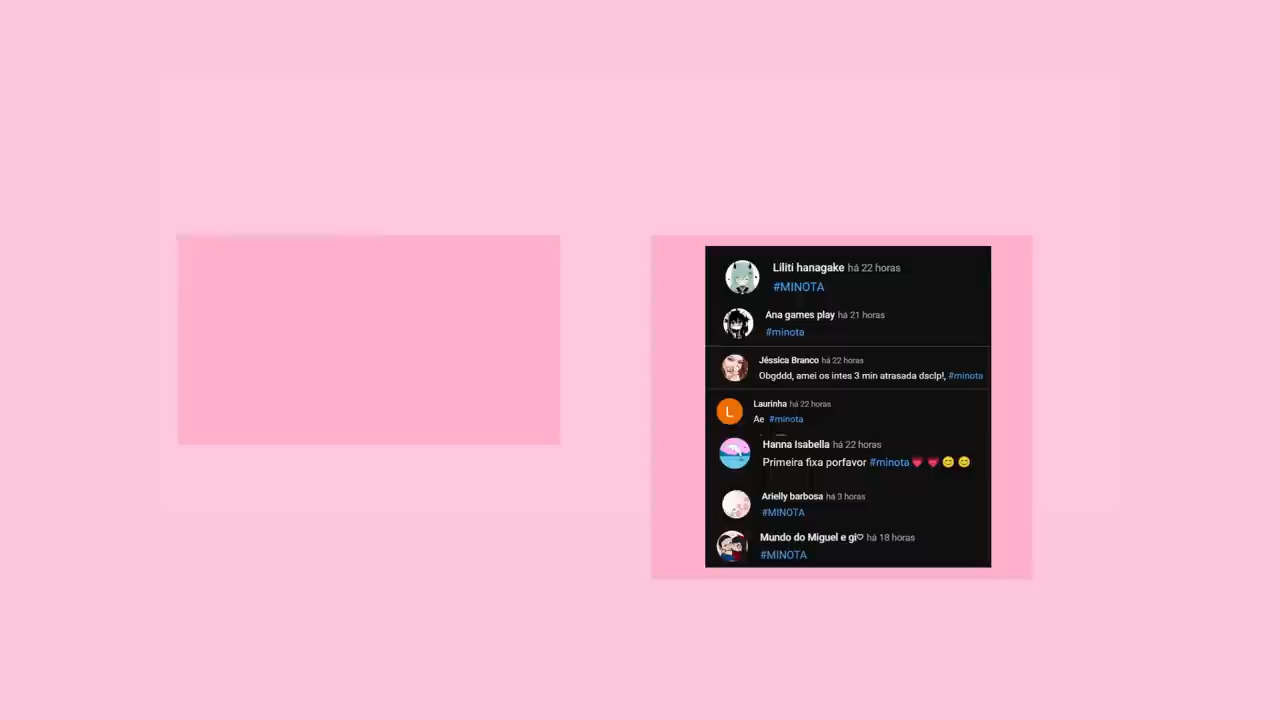 Liliti hanagake há 22 horas
#MINOTA
Ana games play há 21 horas
#minota
Jéssica Branco há 22 horas
Obgddd, amei os intes 3 min atrasada dsclp!, #minota
L
Laurinha há 22 horas
Ae #minota
Hanna Isabella há 22 horas
Primeira fixa porfavor #minota💗 💗 😊 😊
Arielly barbosa há 3 horas
#MINOTA
Mundo do Miguel e gi♡ há 18 horas
#MINOTA